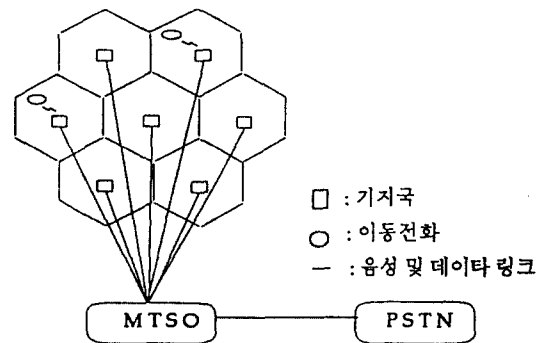 □ : 기지국
○ : 이동전화
— : 음성 및 데이타 링크
MTSO
PSTN